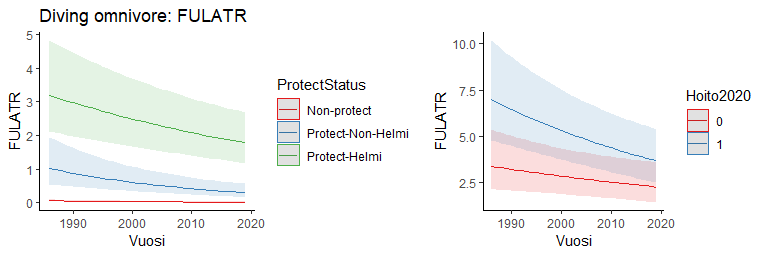 Diving omnivore: FULATR
FULATR
5
4
3
2
1
0
1990 2000 2010 2020
Vuosi
ProtectStatus
Non-protect
Protect-Non-Helmi
Protect-Helmi
FULATR
10.0
7.5
5.0
2.5
1990 2000 2010 2020
Vuosi
Hoito2020
0
1